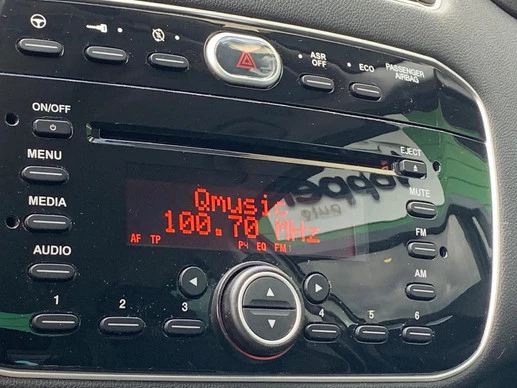 ASR
OFF
ECO
PASSENGER
AIRBAG
ON/OFF
EJECT
MENU
MUTE
MEDIA
Qmusic
100.70 MHz
AF TP
P4 EQ FM1
FM
AUDIO
AM
1
2
3
4
5
6